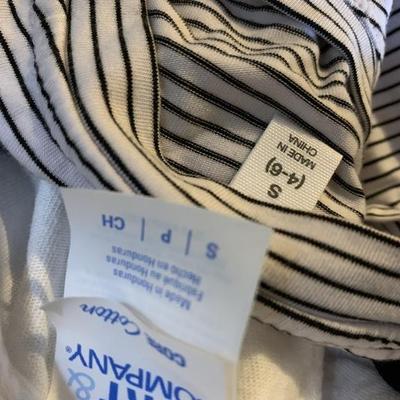 S
(4-6)
MADE IN
CHINA
S | P | CH
Made in Honduras
Fabriqué au Honduras
Hecho en Honduras
Cotton
&
COMPANY®